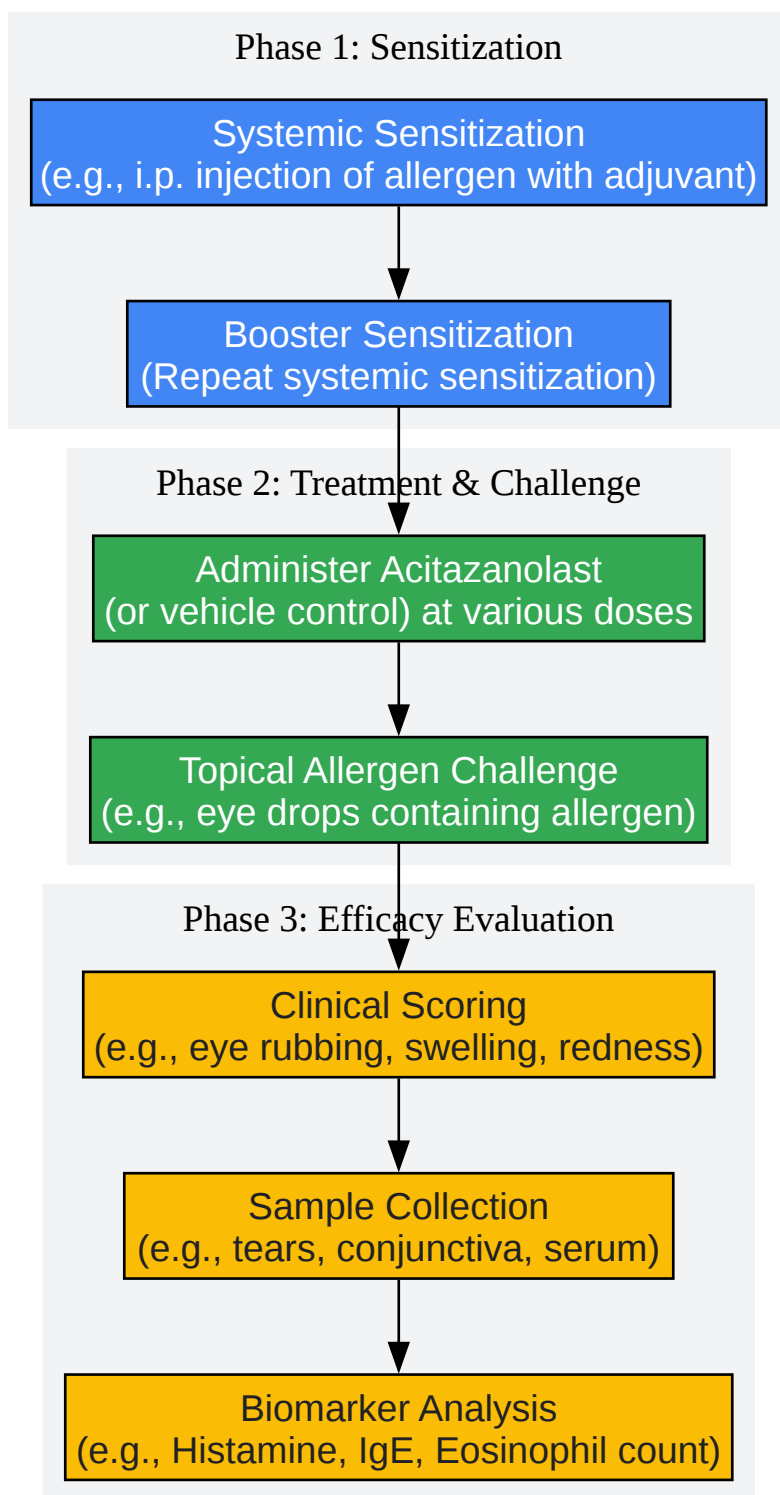 Phase 1: Sensitization
Systemic Sensitization
(e.g., i.p. injection of allergen with adjuvant)
Booster Sensitization
(Repeat systemic sensitization)
Phase 2: Treatment & Challenge
Administer Acitazanolast
(or vehicle control) at various doses
Topical Allergen Challenge
(e.g., eye drops containing allergen)
Phase 3: Efficacy Evaluation
Clinical Scoring
(e.g., eye rubbing, swelling, redness)
Sample Collection
(e.g., tears, conjunctiva, serum)
Biomarker Analysis
(e.g., Histamine, IgE, Eosinophil count)